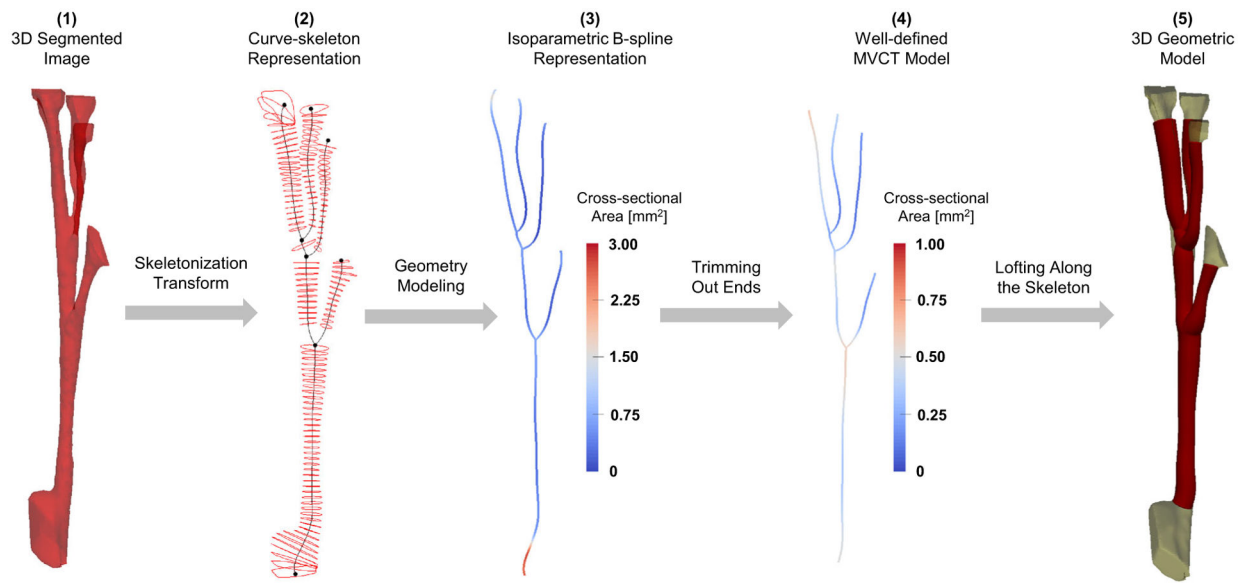 (1)
3D Segmented
Image
(2)
Curve-skeleton
Representation
(3)
Isoparametric B-spline
Representation
(4)
Well-defined
MVCT Model
(5)
3D Geometric
Model
Skeletonization
Transform
Geometry
Modeling
Cross-sectional
Area [mm²]
3.00
2.25
1.50
0.75
0
Trimming
Out Ends
Cross-sectional
Area [mm²]
1.00
0.75
0.50
0.25
0
Lofting Along
the Skeleton